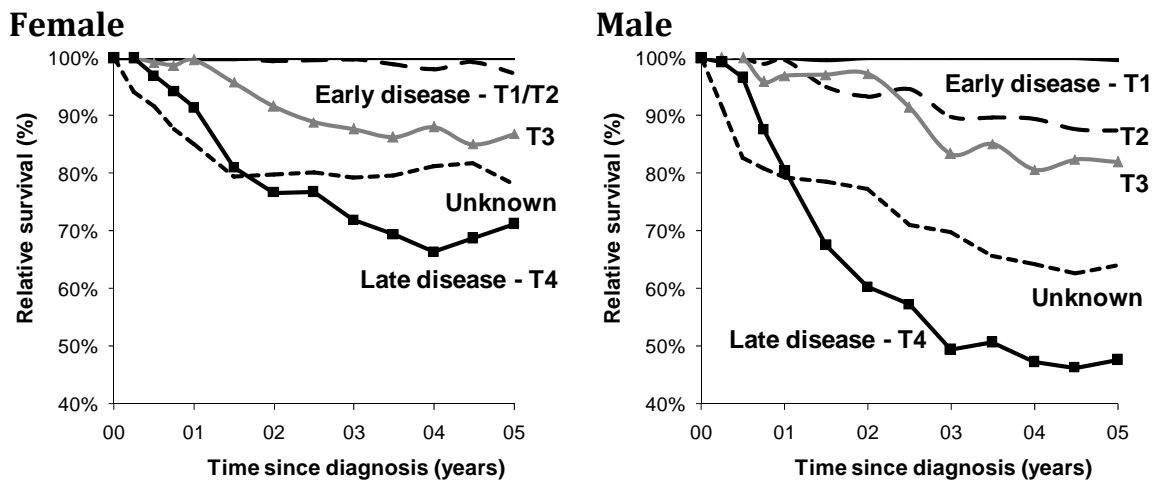 Female
Relative survival (%)
100%
90%
80%
70%
60%
50%
40%
Early disease - T1/T2
T3
Unknown
Late disease - T4
00
01
02
03
04
05
Time since diagnosis (years)
Male
Relative survival (%)
100%
90%
80%
70%
60%
50%
40%
Early disease - T1
T2
T3
Unknown
Late disease - T4
00
01
02
03
04
05
Time since diagnosis (years)